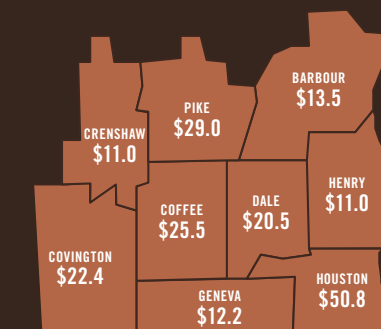 BARBOUR
$13.5
PIKE
$29.0
CRENSHAW
$11.0
HENRY
$11.0
DALE
$20.5
COFFEE
$25.5
COVINGTON
$22.4
HOUSTON
$50.8
GENEVA
$12.2